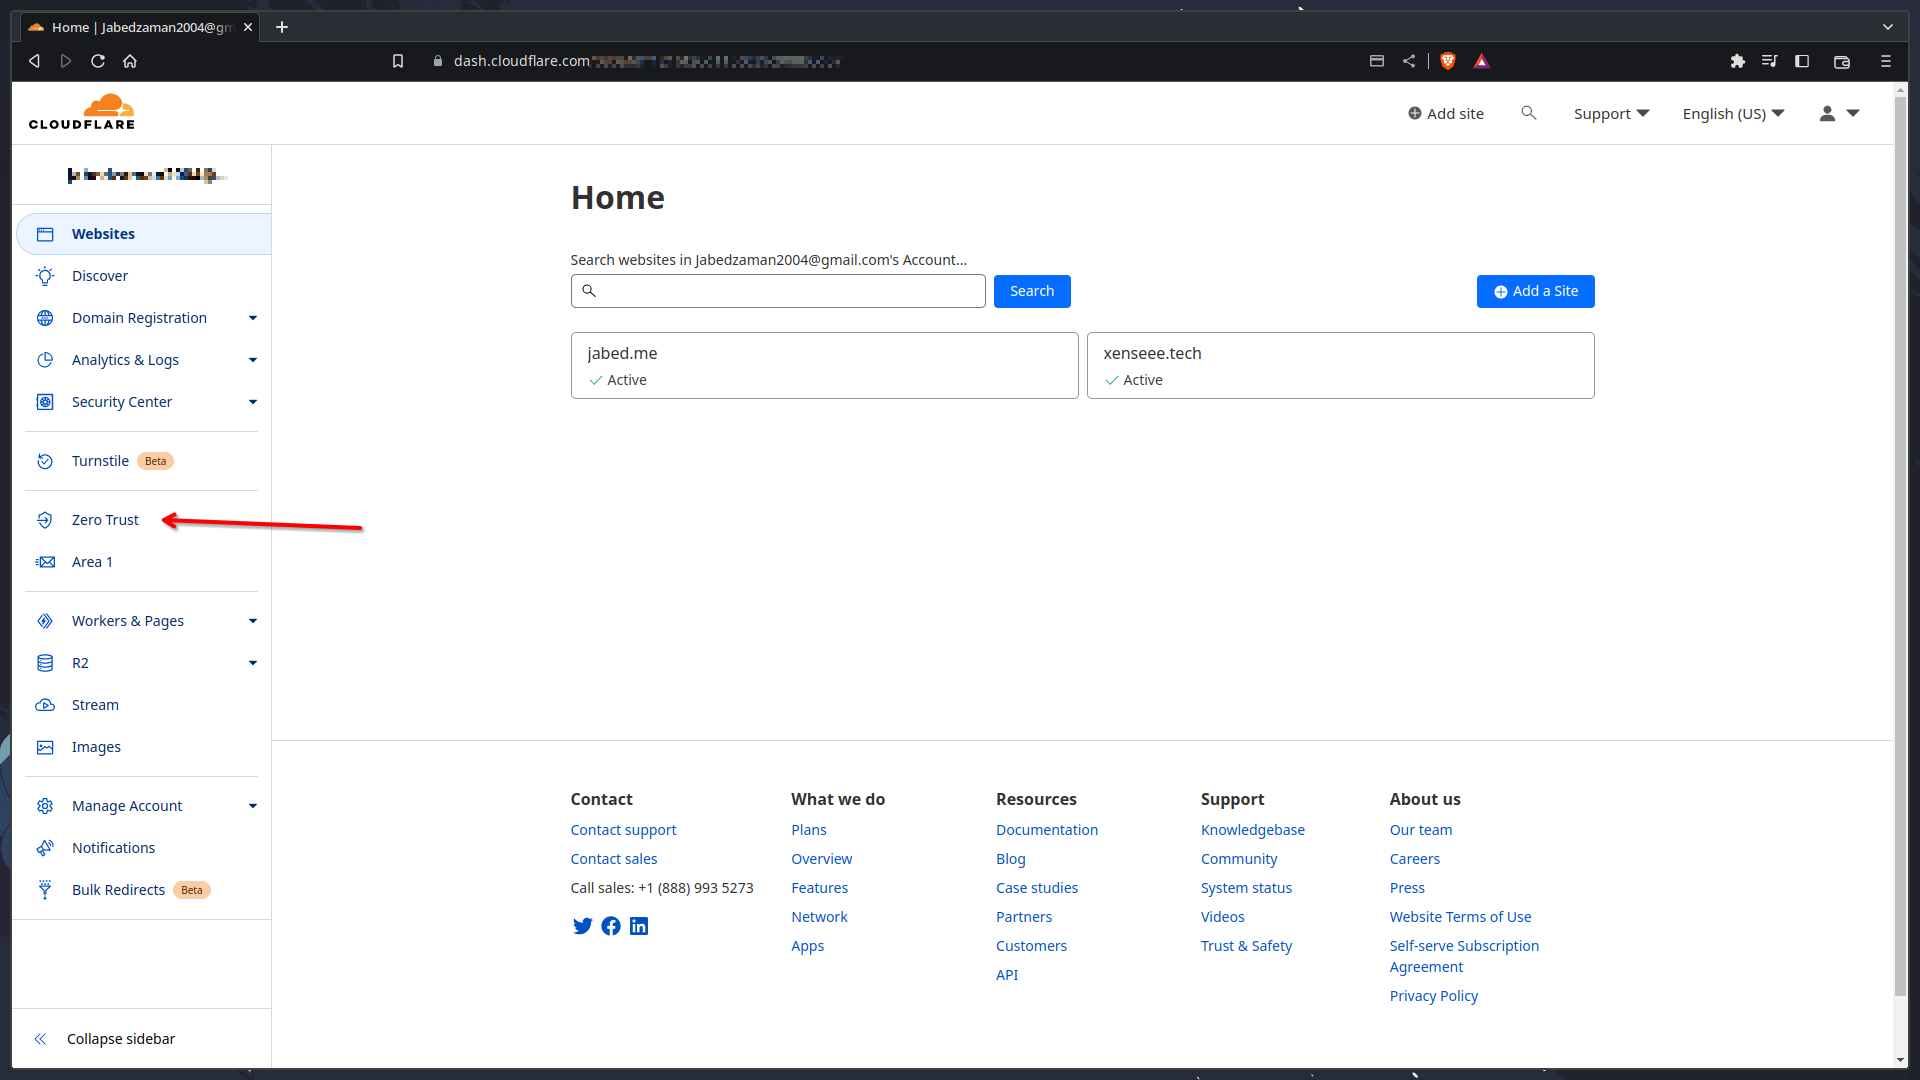 Home | Jabedzaman2004@gm
dash.cloudflare.com
CLOUDFLARE
Add site
Support
English (US)
Websites
Discover
Domain Registration
Analytics & Logs
Security Center
Turnstile Beta
Zero Trust
Area 1
Workers & Pages
R2
Stream
Images
Manage Account
Notifications
Bulk Redirects Beta
Collapse sidebar
Home
Search websites in Jabedzaman2004@gmail.com's Account...
Search
Add a Site
jabed.me
Active
xenseee.tech
Active
Contact
Contact support
Contact sales
Call sales: +1 (888) 993 5273
What we do
Plans
Overview
Features
Network
Apps
Resources
Documentation
Blog
Case studies
Partners
Customers
API
Support
Knowledgebase
Community
System status
Videos
Trust & Safety
About us
Our team
Careers
Press
Website Terms of Use
Self-serve Subscription
Agreement
Privacy Policy